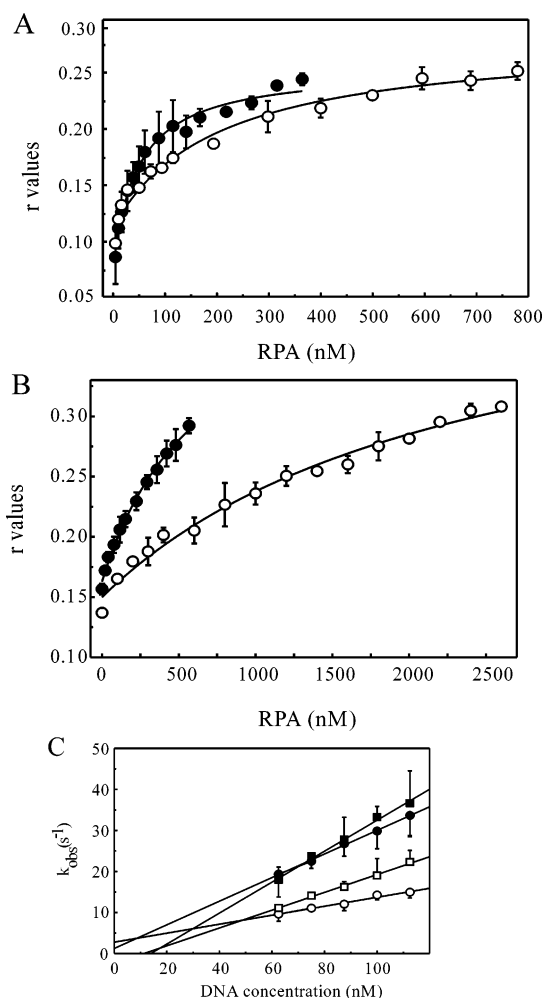 A
0.30
0.25
0.20
0.15
0.10
0.05
r values
0 100 200 300 400 500 600 700 800
RPA (nM)
B
0.30
0.25
0.20
0.15
0.10
r values
0 500 1000 1500 2000 2500
RPA (nM)
C
50
40
30
20
10
0
kobs(s-1)
0 20 40 60 80 100
DNA concentration (nM)